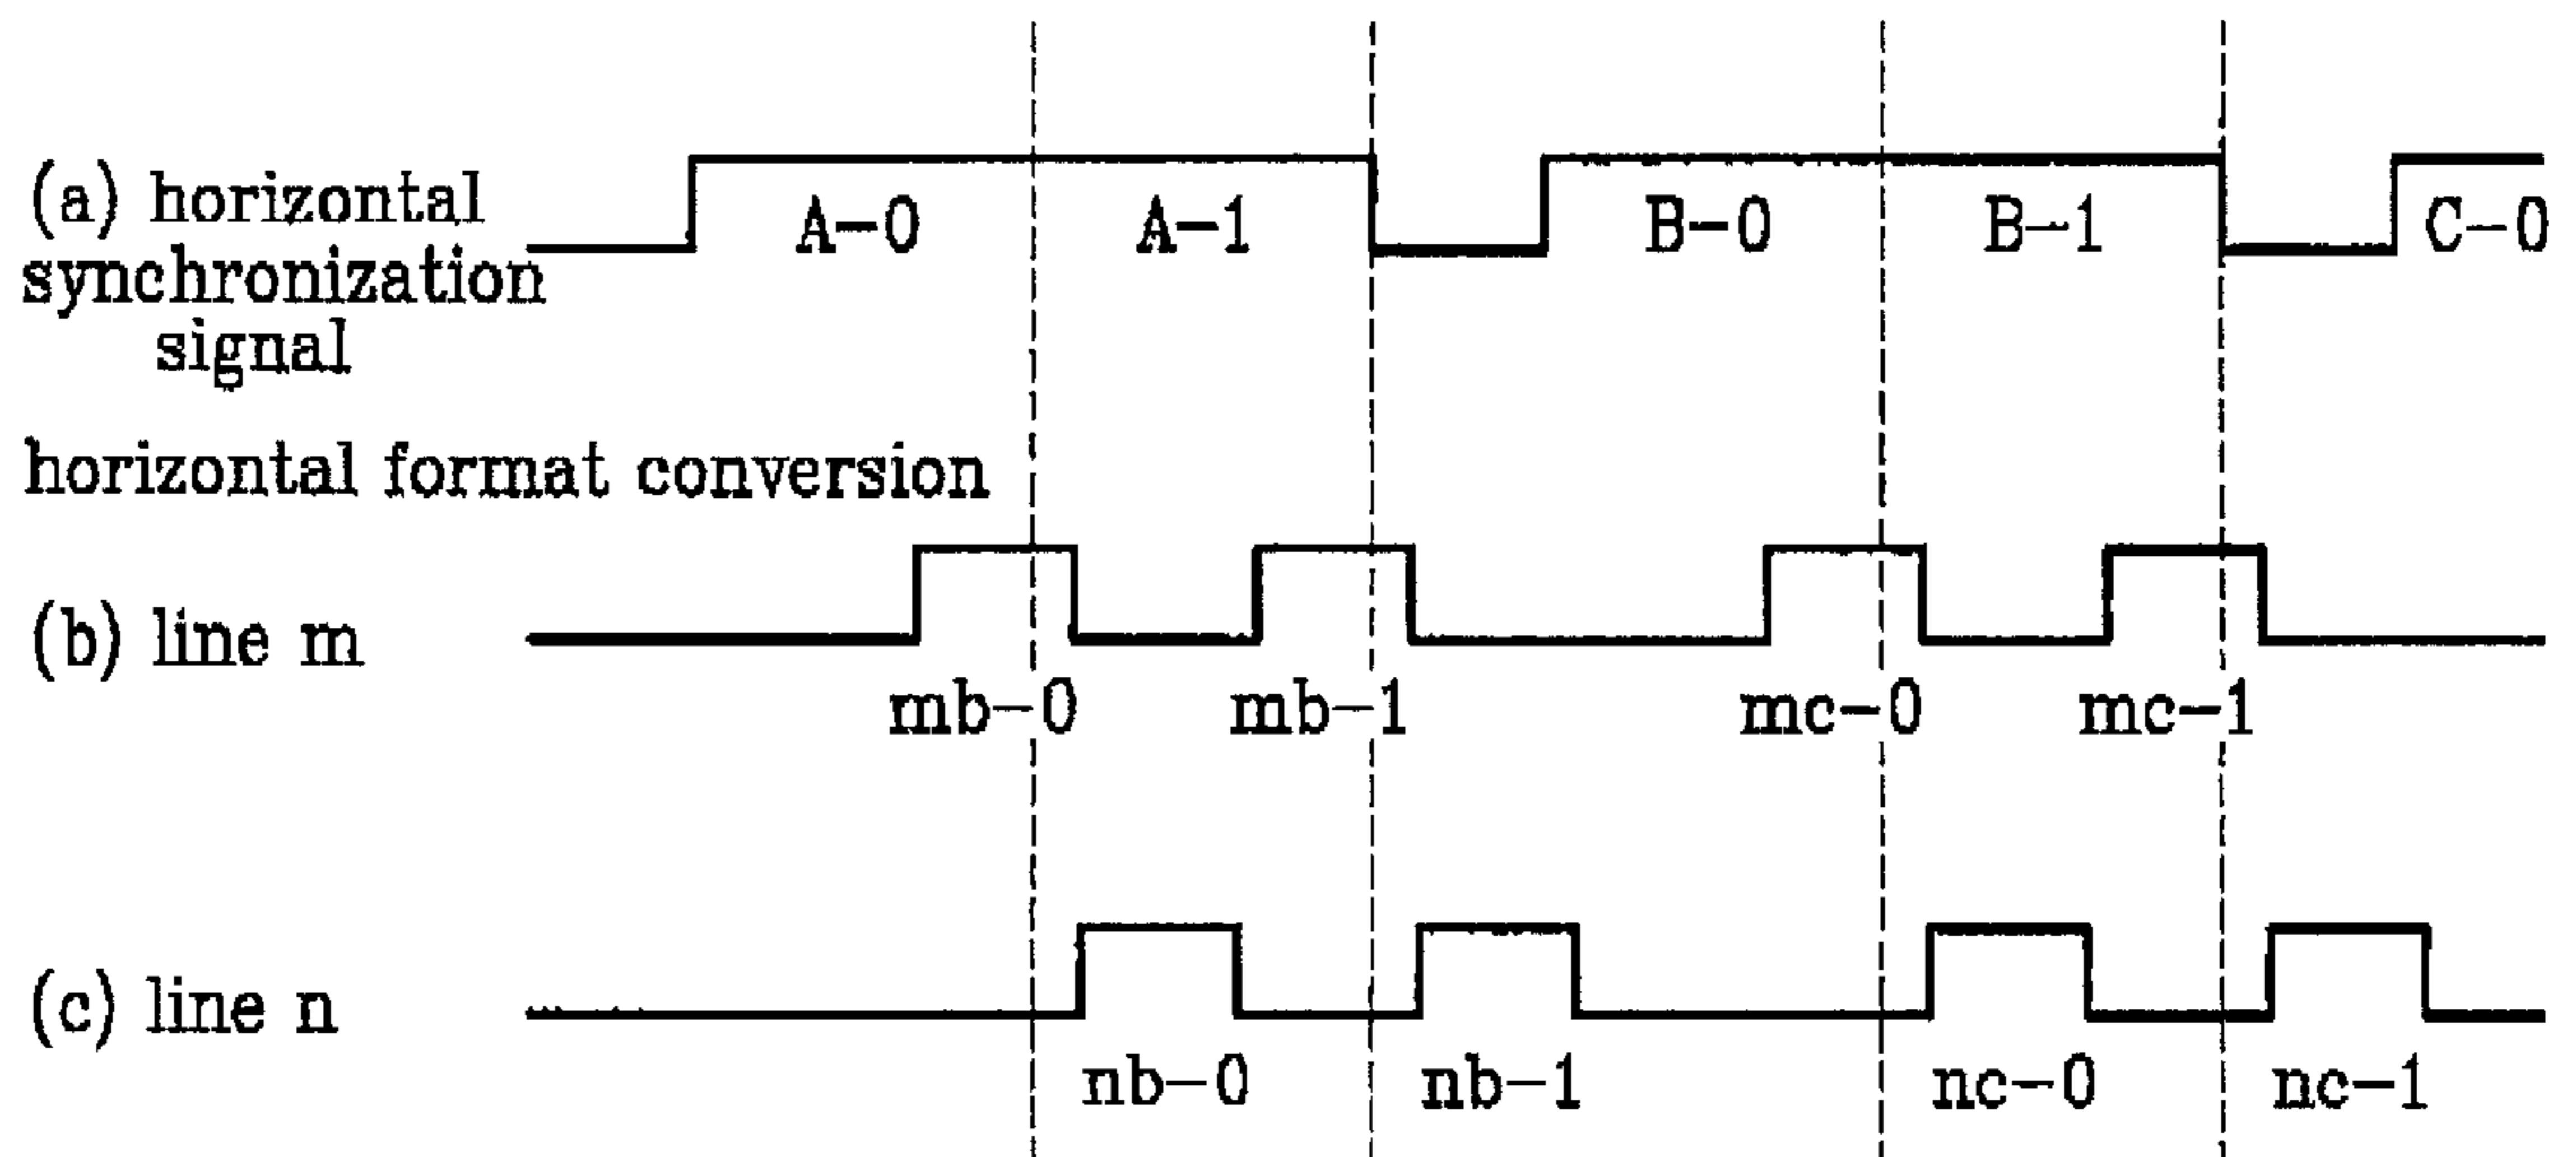 (a) horizontal
synchronization
signal
A-0 A-1 B-0 B-1 C-0
horizontal format conversion
(b) line m
mb-0 mb-1 mc-0 mc-1
(c) line n
nb-0 nb-1 nc-0 nc-1